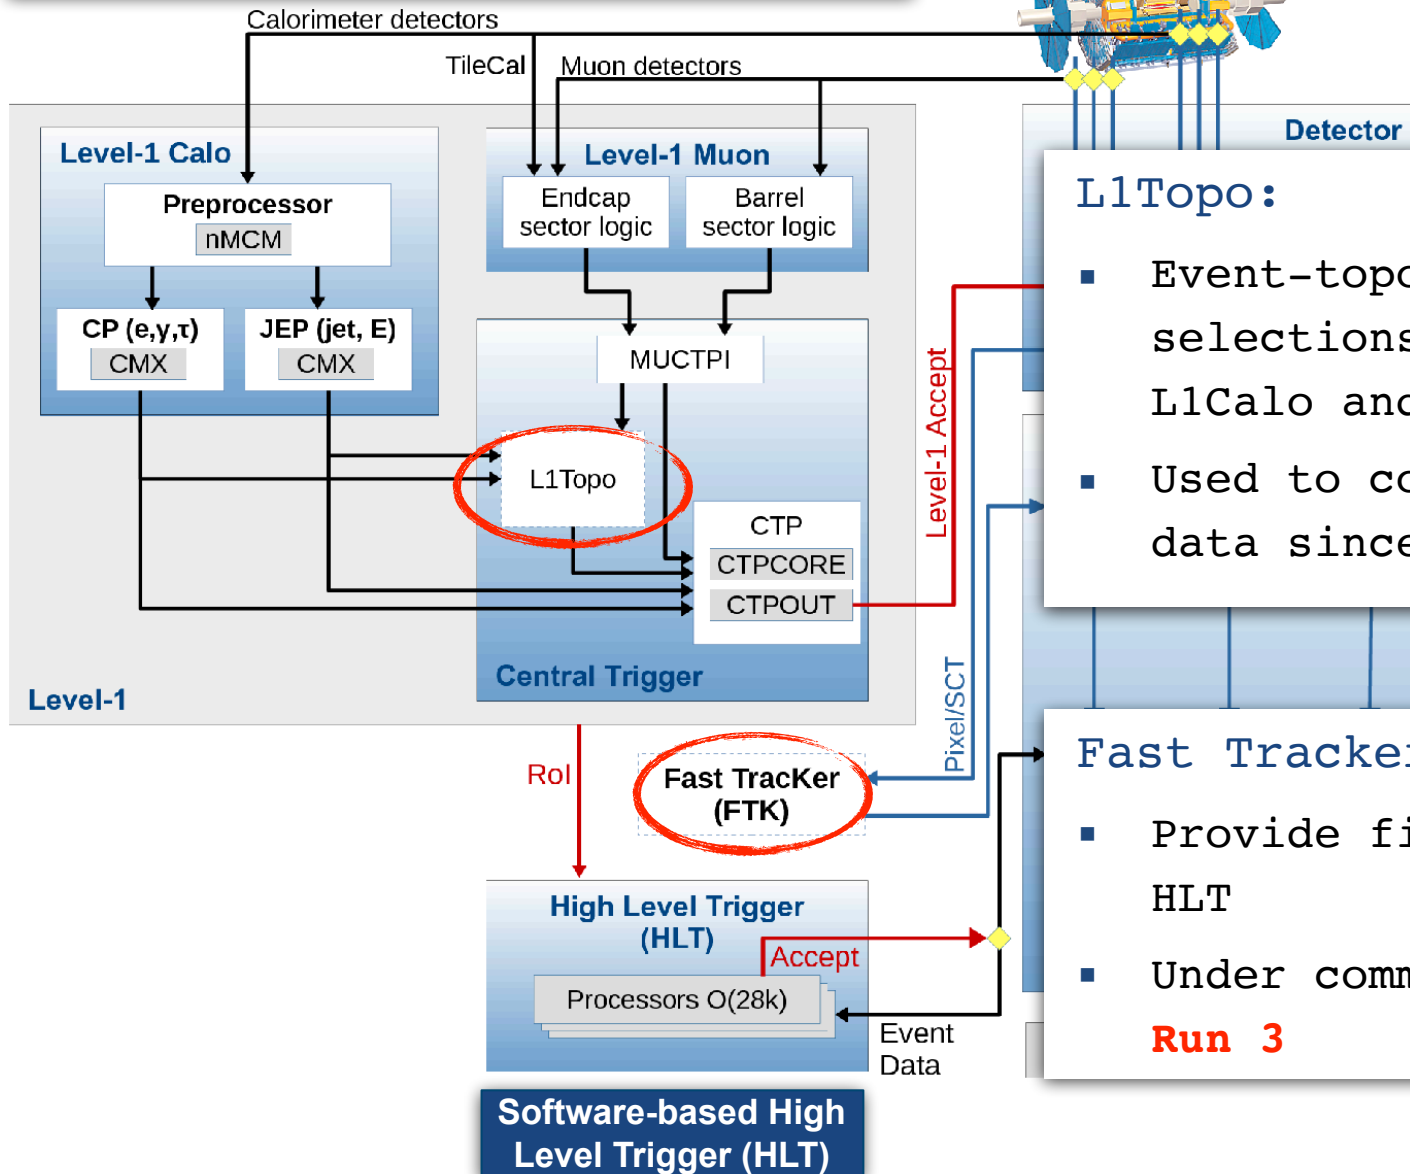 Calorimeter detectors
TileCal
Muon detectors
Level-1 Calo
Preprocessor
nMCM
CP (e,γ,τ)
CMX
JEP (jet, E)
CMX
Level-1 Muon
Endcap
sector logic
Barrel
sector logic
MUCTPI
L1Topo
CTP
CTPCORE
CTPOUT
Central Trigger
Level-1
Level-1 Accept
Pixel/SCT
RoI
Fast TracKer
(FTK)
High Level Trigger
(HLT)
Accept
Processors O(28k)
Event
Data
Software-based High
Level Trigger (HLT)
Detector
L1Topo:
▪ Event-topo
selections
L1Calo and
▪ Used to co
data since
Fast Tracker
▪ Provide fi
HLT
▪ Under comm
Run 3